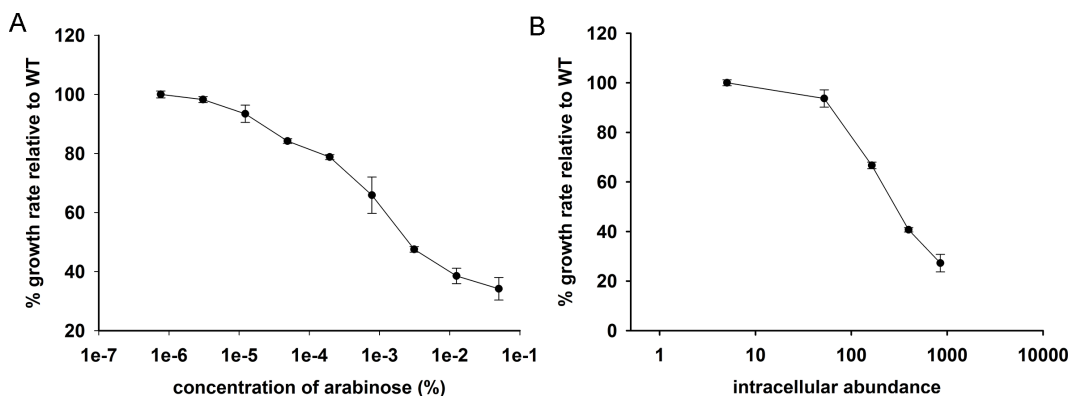 A
% growth rate relative to WT
120
100
80
60
40
20
1e-7 1e-6 1e-5 1e-4 1e-3 1e-2 1e-1
concentration of arabinose (%)
B
% growth rate relative to WT
120
100
80
60
40
20
0
1 10 100 1000 10000
intracellular abundance